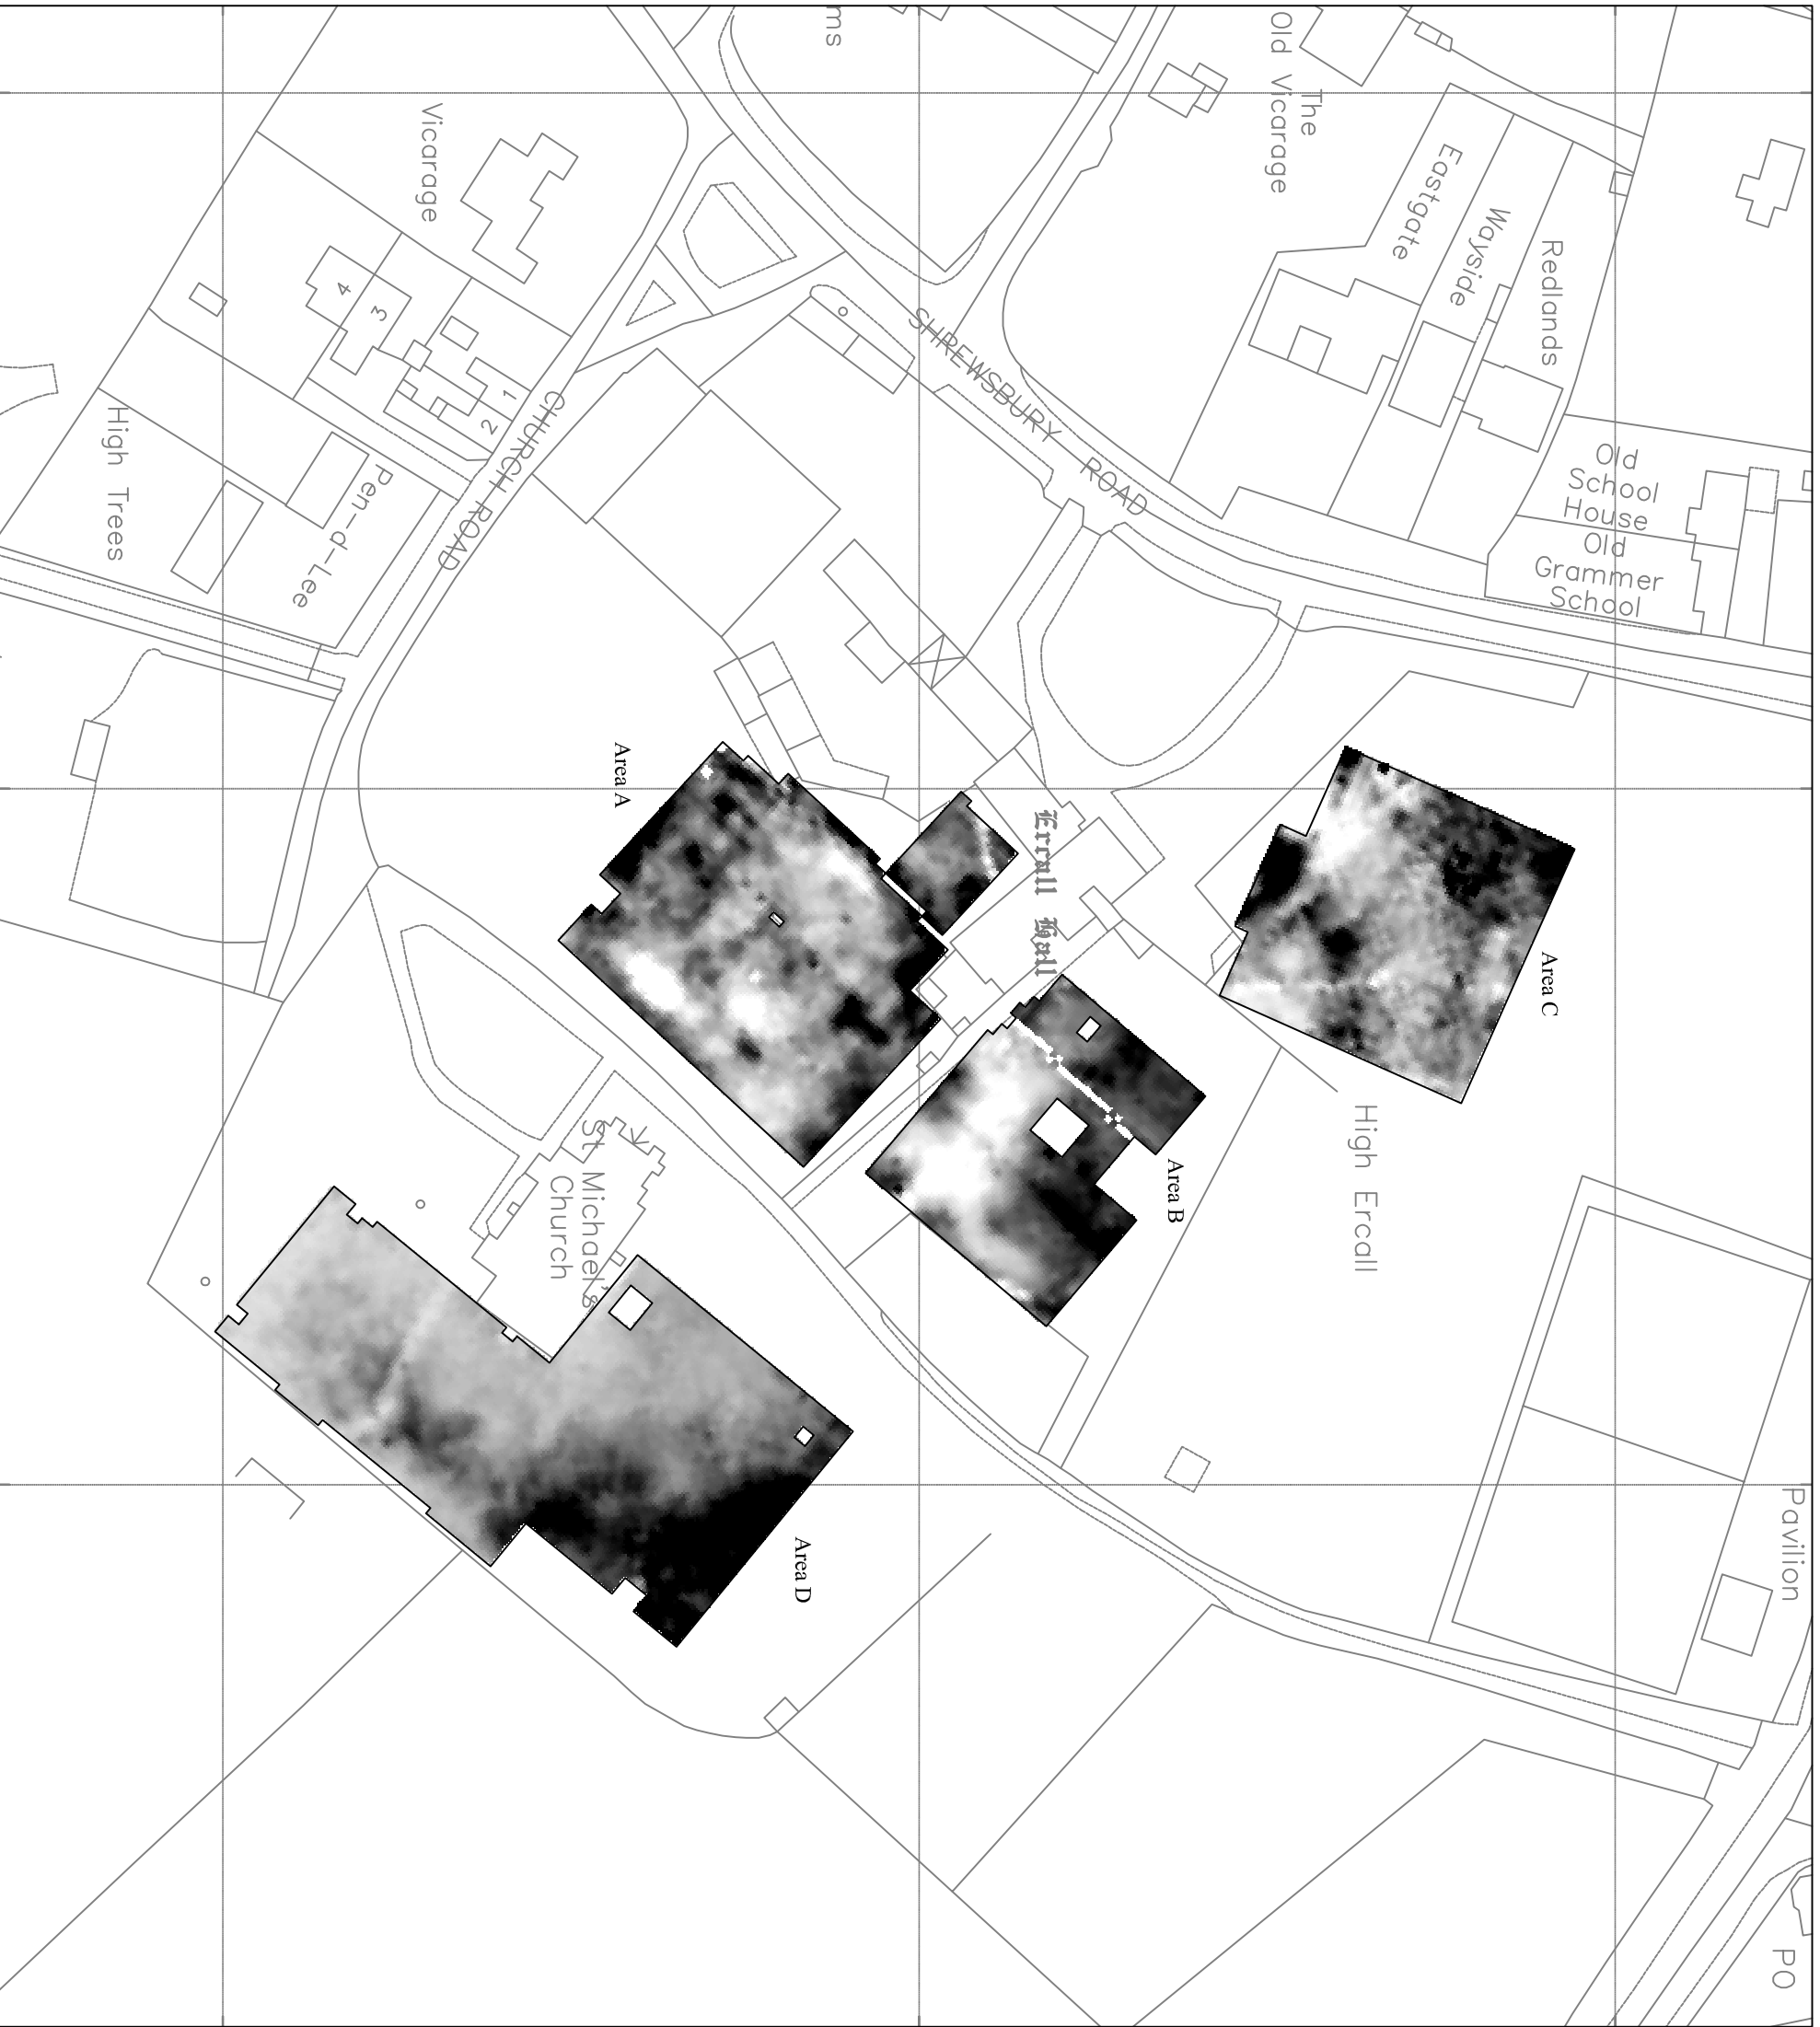 ms
The
Old Vicarage
Vicarage
Eastgate
Wayside
Redlands
4
3
1
2
SHREWSBURY ROAD
CHURCH ROAD
High Trees
Pen-d-Lee
Old
School
House
Old
Grammer
School
Area A
Ercall Hall
Area C
Area B
High Ercall
St Michael's
Church
Area D
Pavilion
PO